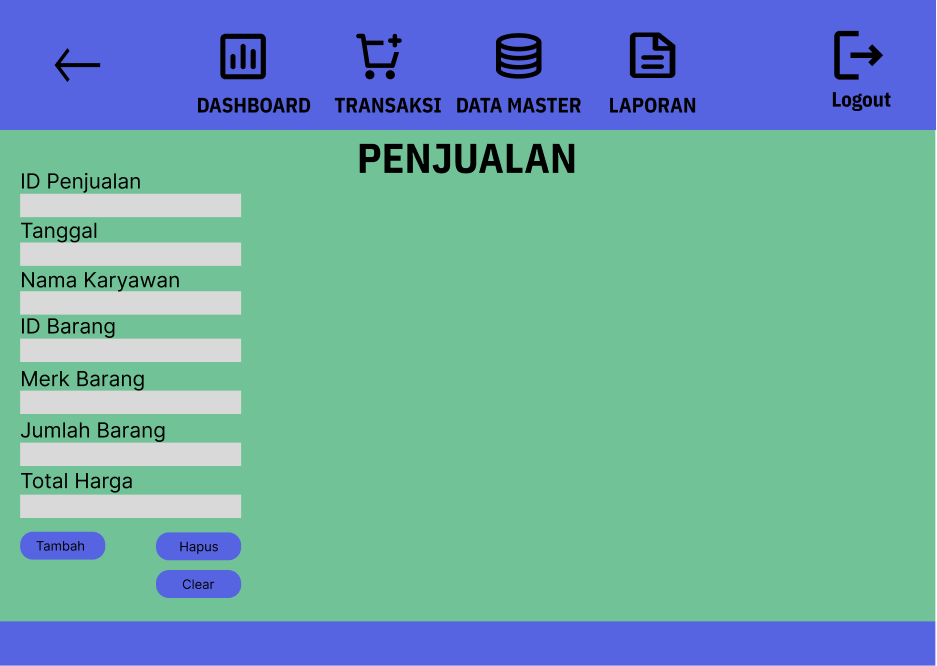 DASHBOARD
TRANSAKSI
DATA MASTER
LAPORAN
Logout
PENJUALAN
ID Penjualan
Tanggal
Nama Karyawan
ID Barang
Merk Barang
Jumlah Barang
Total Harga
Tambah
Hapus
Clear